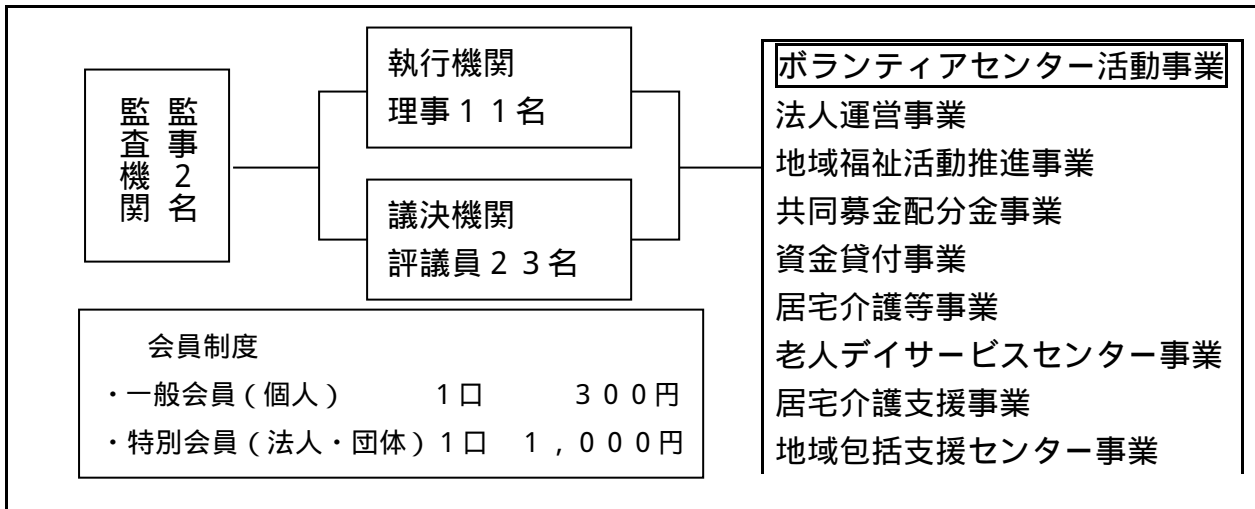 監査機関
監事2名
執行機関
理事11名
議決機関
評議員23名
ボランティアセンター活動事業
法人運営事業
地域福祉活動推進事業
共同募金配分金事業
資金貸付事業
居宅介護等事業
老人デイサービスセンター事業
居宅介護支援事業
地域包括支援センター事業
会員制度
・一般会員(個人) 1口 300円
・特別会員(法人・団体)1口 1,000円